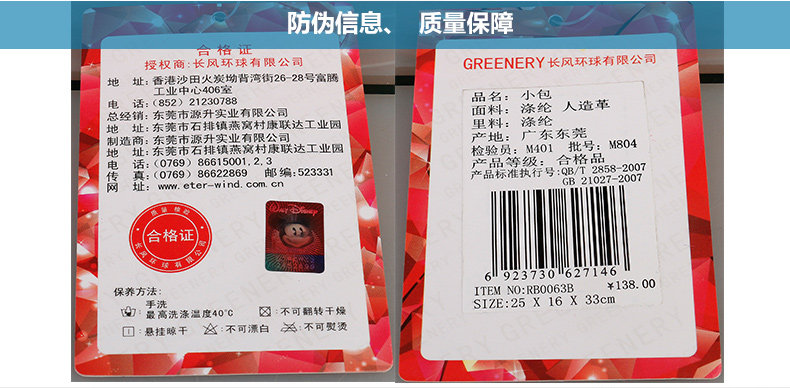 防伪信息、 质量保障
合格证
授权商:长风环球有限公司
地 址:香港沙田火炭坳背湾街26-28号富腾
工业中心406室
电 话:(852) 21230788
总经销:东莞市源升实业有限公司
地 址:东莞市石排镇燕窝村康联达工业园
制造商:东莞市源升实业有限公司
地 址:东莞市石排镇燕窝村康联达工业园
电 话:(0769) 86615001,2,3
传 真:(0769) 86622869 邮编:523331
网 址: www.eter-wind.com.cn
质量检验
合格证
长风环球有限公司
WALT DISNEY
保养方法:
手洗
最高洗涤温度40℃
不可翻转干燥
悬挂晾干
不可漂白
不可熨烫
GREENERY 长风环球有限公司
品名: 小包
面料: 涤纶 人造革
里料: 涤纶
产地: 广东东莞
检验员: M401 批号: M804
产品等级: 合格品
产品标准执行号:QB/T 2858-2007
GB 21027-2007
6 923730 627146
ITEM NO:RB0063B ¥138.00
SIZE:25 X 16 X 33cm